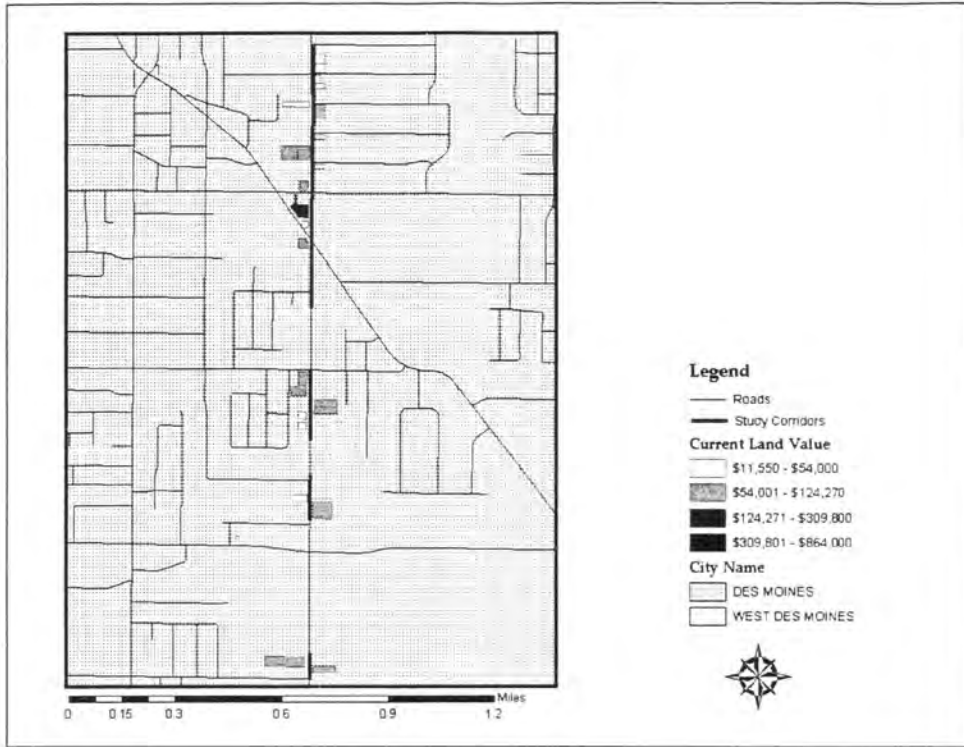 Legend
Roads
Study Corridors
Current Land Value
$11,550 - $54,000
$54,001 - $124,270
$124,271 - $309,800
$309,801 - $864,000
City Name
DES MOINES
WEST DES MOINES
Miles
0 0.15 0.3 0.6 0.9 1.2